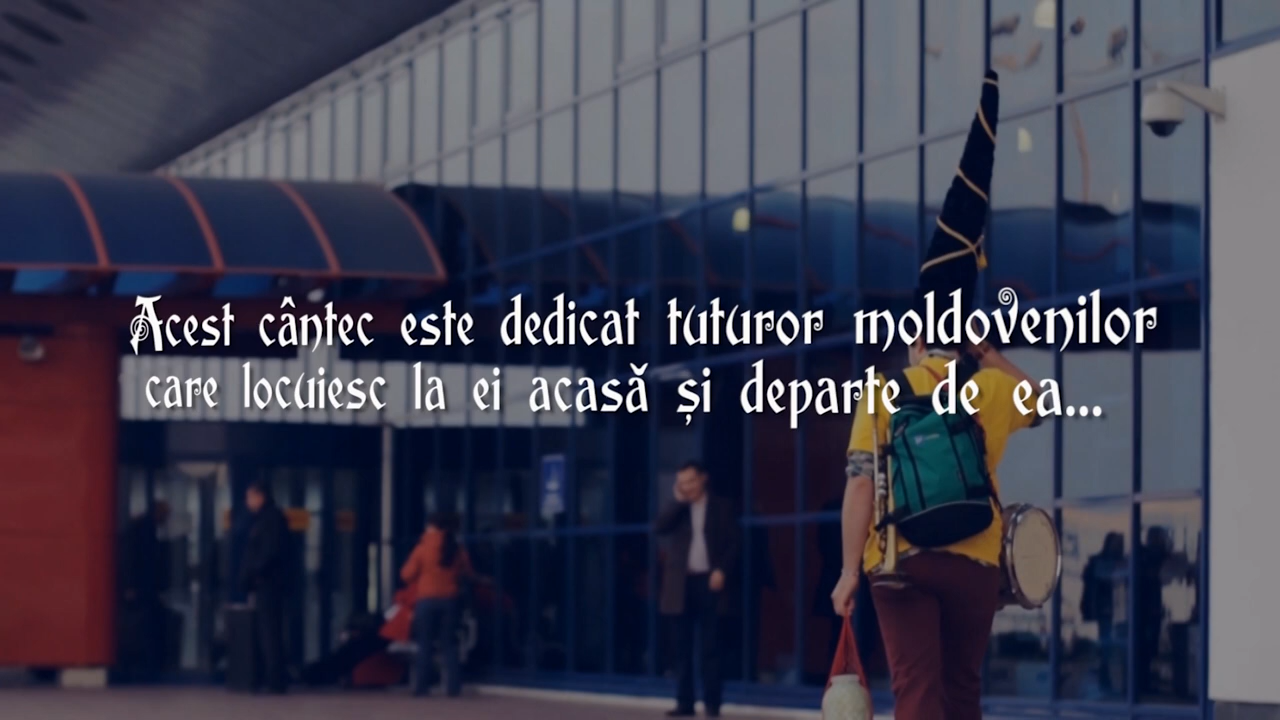 Acest cântec este dedicat tuturor moldovenilor
care locuiesc la ei acasă și departe de ea...